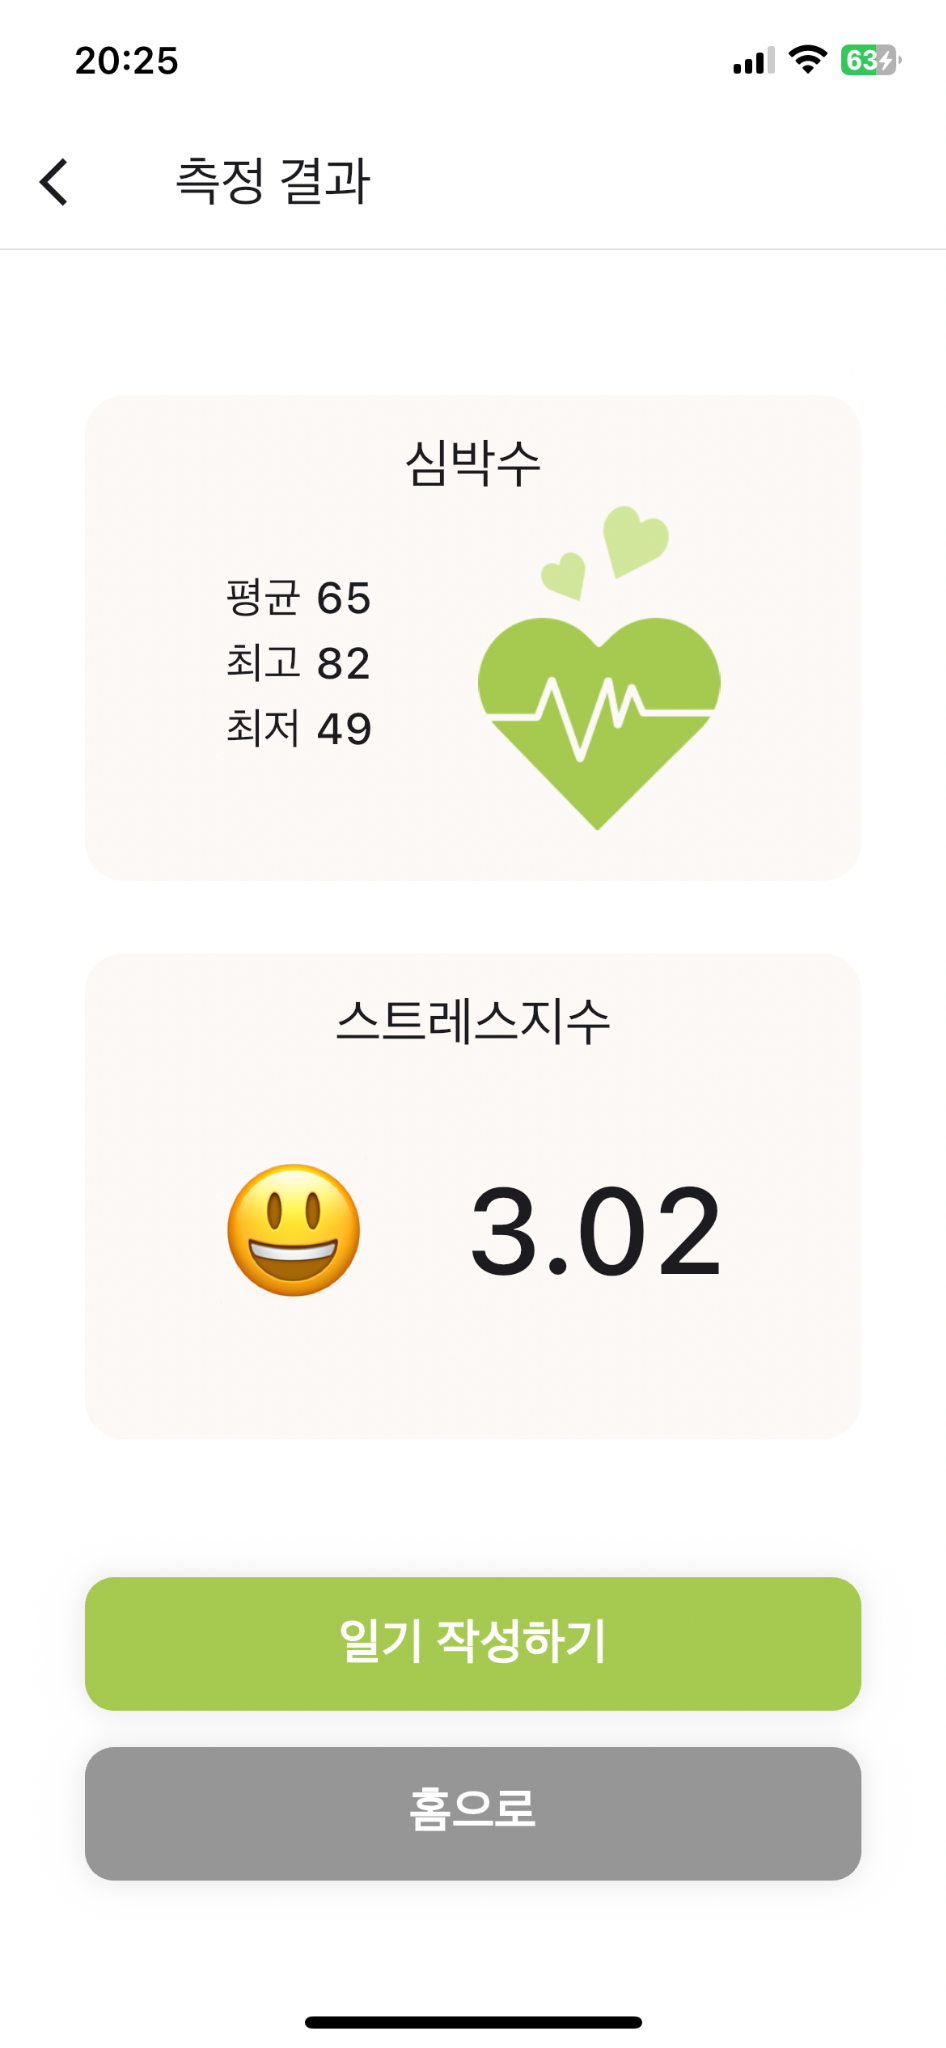 20:25
63
측정 결과
심박수
평균 65
최고 82
최저 49
스트레스지수
3.02
일기 작성하기
홈으로